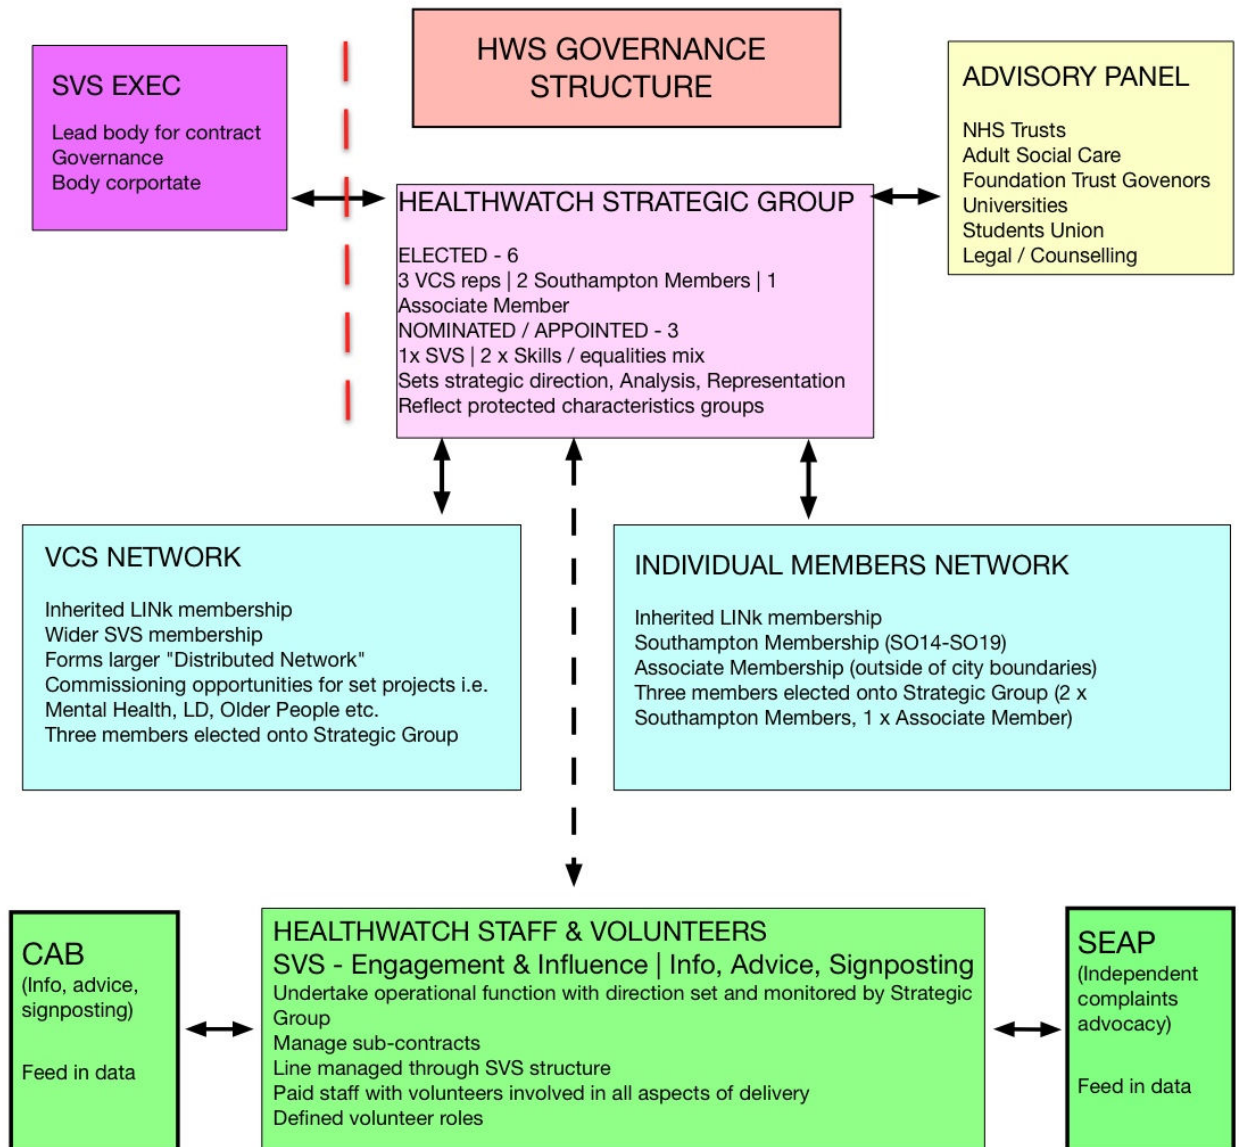 HWS GOVERNANCE
STRUCTURE
SVS EXEC
Lead body for contract
Governance
Body corportate
ADVISORY PANEL
NHS Trusts
Adult Social Care
Foundation Trust Govenors
Universities
Students Union
Legal / Counselling
HEALTHWATCH STRATEGIC GROUP
ELECTED - 6
3 VCS reps | 2 Southampton Members | 1
Associate Member
NOMINATED / APPOINTED - 3
1x SVS | 2 x Skills / equalities mix
Sets strategic direction, Analysis, Representation
Reflect protected characteristics groups
VCS NETWORK
Inherited LINk membership
Wider SVS membership
Forms larger "Distributed Network"
Commissioning opportunities for set projects i.e.
Mental Health, LD, Older People etc.
Three members elected onto Strategic Group
INDIVIDUAL MEMBERS NETWORK
Inherited LINk membership
Southampton Membership (SO14-SO19)
Associate Membership (outside of city boundaries)
Three members elected onto Strategic Group (2 x
Southampton Members, 1 x Associate Member)
CAB
(Info, advice,
signposting)
Feed in data
HEALTHWATCH STAFF & VOLUNTEERS
SVS - Engagement & Influence | Info, Advice, Signposting
Undertake operational function with direction set and monitored by Strategic
Group
Manage sub-contracts
Line managed through SVS structure
Paid staff with volunteers involved in all aspects of delivery
Defined volunteer roles
SEAP
(Independent
complaints
advocacy)
Feed in data